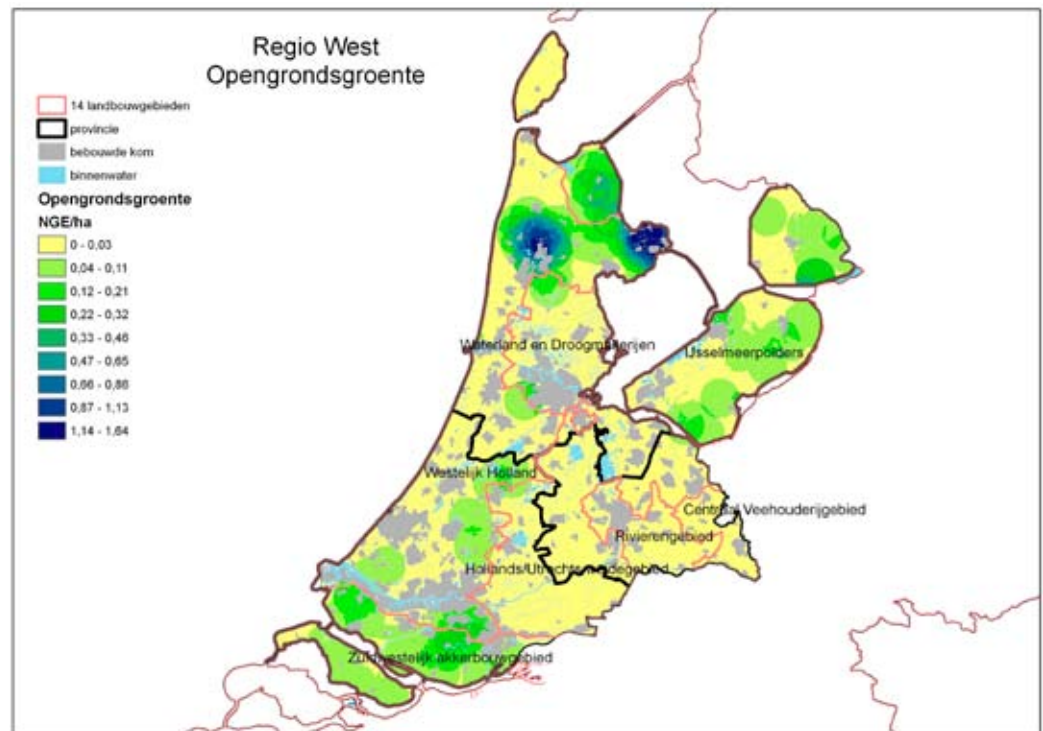 Regio West
Opengrondsgroente
14 landbouwgebieden
provincie
bebouwde kom
binnenwater
Opengrondsgroente
NGE/ha
0 - 0,03
0,04 - 0,11
0,12 - 0,21
0,22 - 0,32
0,33 - 0,46
0,47 - 0,65
0,66 - 0,86
0,87 - 1,13
1,14 - 1,64
Waterland en Droogmakerijen
IJsselmeerpolders
Westelijk Holland
Centraal Veehouderijgebied
Rivierengebied
Hollands/Utrechts weidegebied
Zuidwestelijk akkerbouwgebied